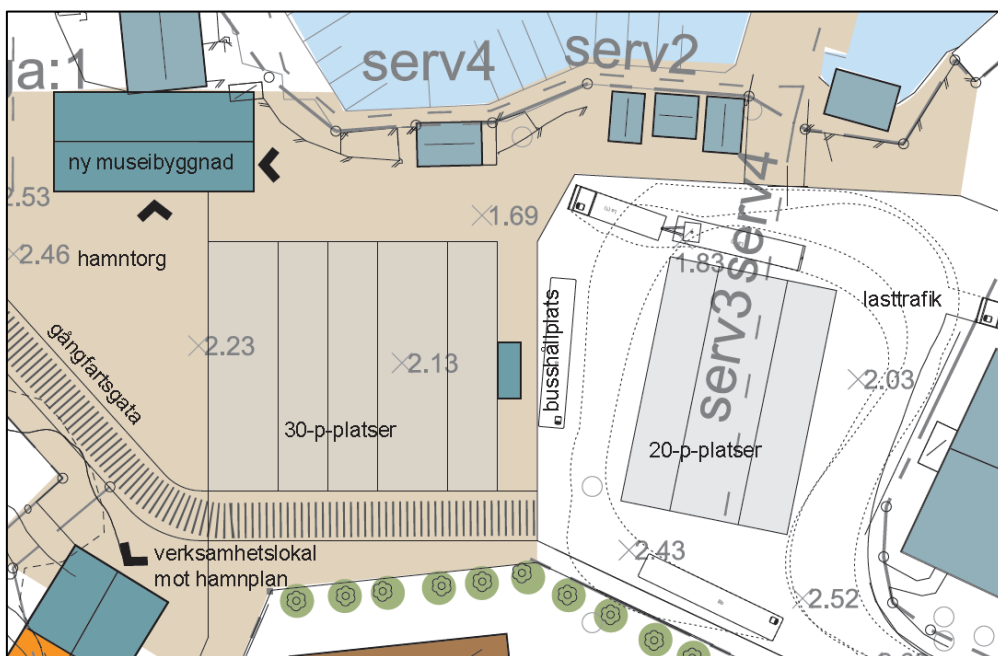 ga:1
serv4
serv2
ny museibyggnad
2.53
1.69
serv4
2.46
hamntorg
1.83
lasttrafik
gångfartsgata
2.23
2.13
busshållplats
serv3
2.03
30-p-platser
20-p-platser
2.43
verksamhetslokal
mot hamnplan
2.52